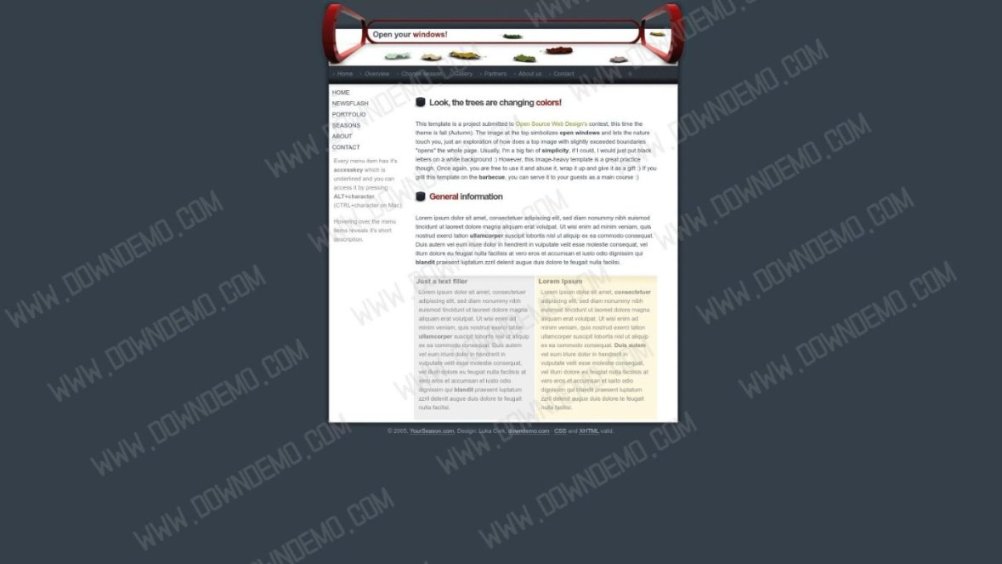 Open your windows!
Home
Overview
Change season
Gallery
Partners
About us
Contact
HOME
NEWSFLASH
PORTFOLIO
SEASONS
ABOUT
CONTACT
Every menu item has it's
accesskey which is
underlined and you can
access it by pressing
ALT+character
(CTRL+character on Mac).
Hovering over the menu
items reveals it's short
description.
Look, the trees are changing colors!
This template is a project submitted to Open Source Web Design's contest, this time the
theme is fall (Autumn). The image at the top simbolizes open windows and lets the nature
touch you, just an exploration of how does a top image with slightly exceeded boundaries
"opens" the whole page. Usually, I'm a big fan of simplicity, if I could, I would just put black
letters on a white background :) However, this image-heavy template is a great practice
though. Once again, you are free to use it and abuse it, wrap it up and give it as a gift :) If you
grill this template on the barbecue, you can serve it to your guests as a main course :)
General information
Lorem ipsum dolor sit amet, consectetuer adipiscing elit, sed diam nonummy nibh euismod
tincidunt ut laoreet dolore magna aliquam erat volutpat. Ut wisi enim ad minim veniam, quis
nostrud exerci tation ullamcorper suscipit lobortis nisl ut aliquip ex ea commodo consequat.
Duis autem vel eum iriure dolor in hendrerit in vulputate velit esse molestie consequat, vel
illum dolore eu feugiat nulla facilisis at vero eros et accumsan et iusto odio dignissim qui
blandit praesent luptatum zzril delenit augue duis dolore te feugait nulla facilisi.
Just a text filler
Lorem ipsum dolor sit amet, consectetuer
adipiscing elit, sed diam nonummy nibh
euismod tincidunt ut laoreet dolore magna
aliquam erat volutpat. Ut wisi enim ad
minim veniam, quis nostrud exerci tation
ullamcorper suscipit lobortis nisl ut aliquip
ex ea commodo consequat. Duis autem
vel eum iriure dolor in hendrerit in
vulputate velit esse molestie consequat,
vel illum dolore eu feugiat nulla facilisis at
vero eros et accumsan et iusto odio
dignissim qui blandit praesent luptatum
zzril delenit augue duis dolore te feugait
nulla facilisi.
Lorem ipsum
Lorem ipsum dolor sit amet, consectetuer
adipiscing elit, sed diam nonummy nibh
euismod tincidunt ut laoreet dolore magna
aliquam erat volutpat. Ut wisi enim ad
minim veniam, quis nostrud exerci tation
ullamcorper suscipit lobortis nisl ut aliquip
ex ea commodo consequat. Duis autem
vel eum iriure dolor in hendrerit in
vulputate velit esse molestie consequat,
vel illum dolore eu feugiat nulla facilisis at
vero eros et accumsan et iusto odio
dignissim qui blandit praesent luptatum
zzril delenit augue duis dolore te feugait
nulla facilisi.
© 2005, YourSeason.com, Design: Luka Cvrk, downdemo.com CSS and XHTML valid.
WWW.DOWNDEMO.COM